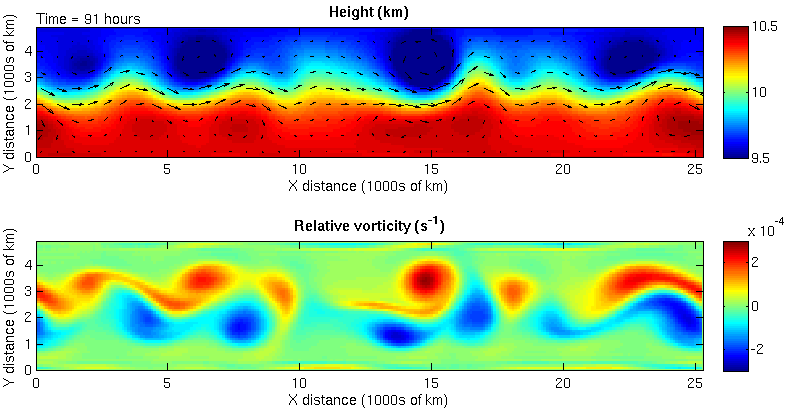 Height (km)
Time = 91 hours
Y distance (1000s of km)
4
3
2
1
0
0 5 10 15 20 25
X distance (1000s of km)
10.5
10
9.5
Relative vorticity (s-1)
x 10-4
Y distance (1000s of km)
4
3
2
1
0
0 5 10 15 20 25
X distance (1000s of km)
2
0
-2